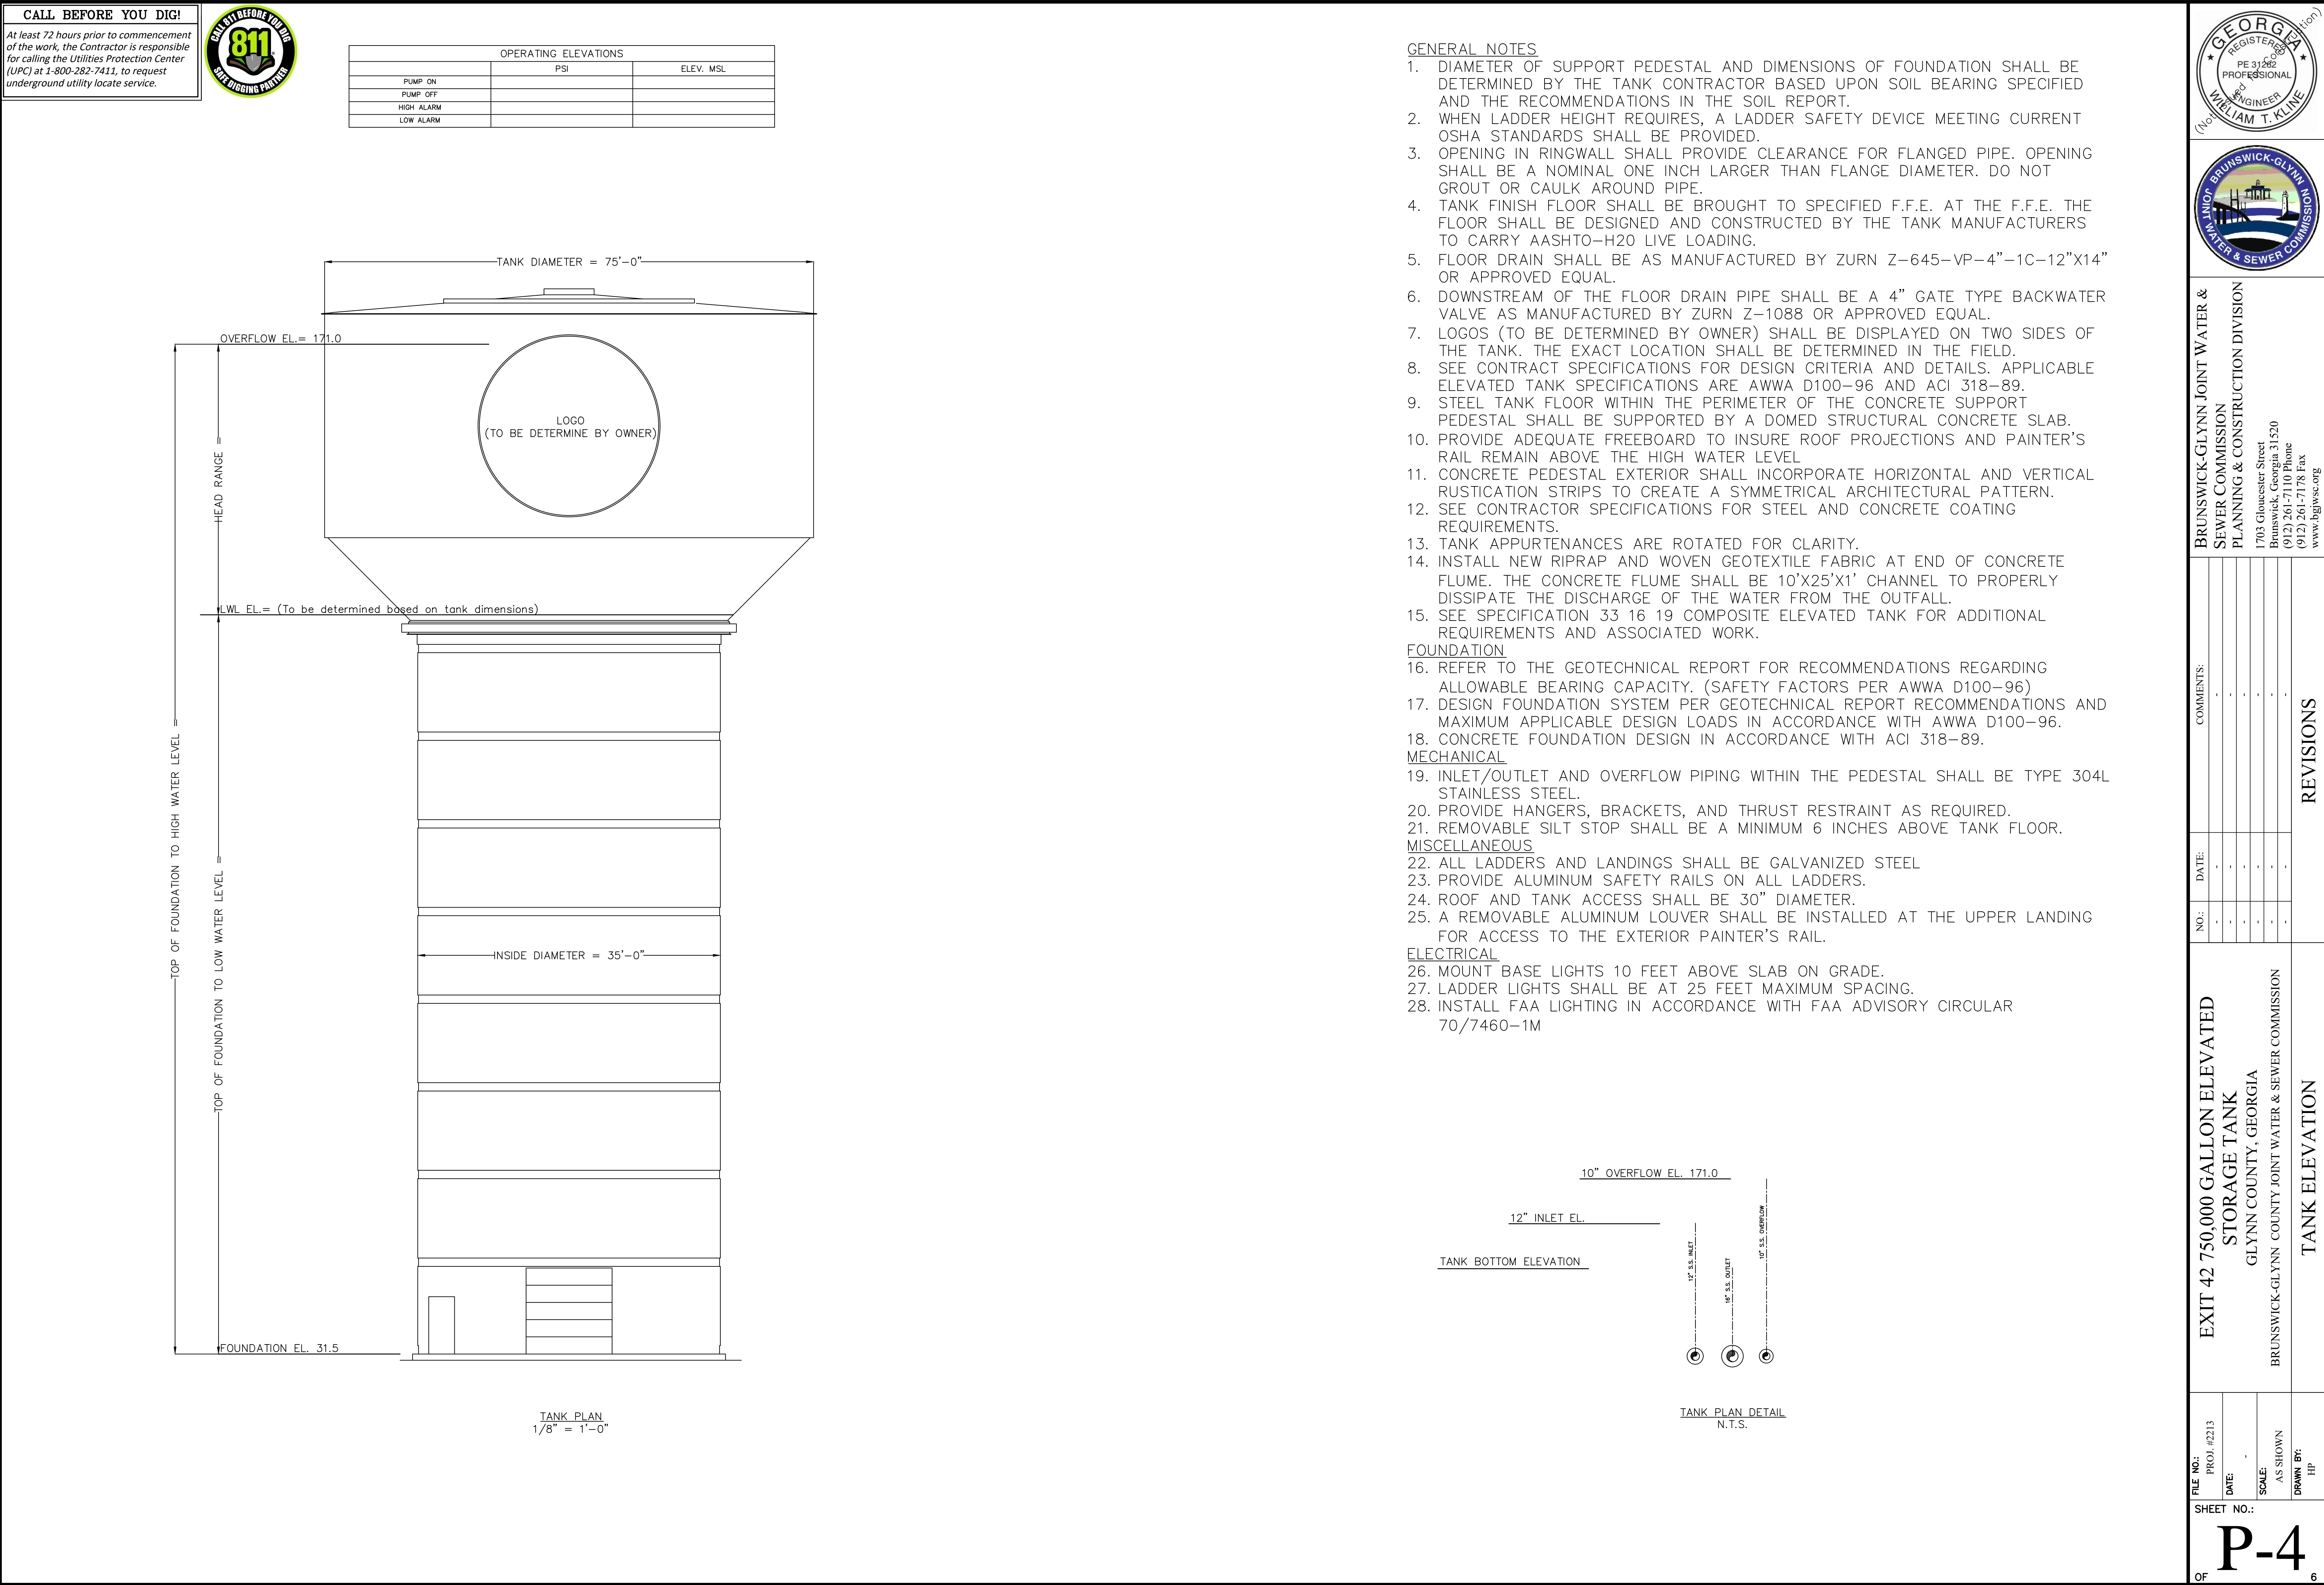 CALL BEFORE YOU DIG!
At least 72 hours prior to commencement
of the work, the Contractor is responsible
for calling the Utilities Protection Center
(UPC) at 1-800-282-7411, to request
underground utility locate service.
CALL 811 BEFORE YOU DIG
811
SAFE DIGGING PARTNER
OPERATING ELEVATIONS
PSI ELEV. MSL
PUMP ON
PUMP OFF
HIGH ALARM
LOW ALARM
TANK DIAMETER = 75'-0"
OVERFLOW EL.= 171.0
LOGO
(TO BE DETERMINE BY OWNER)
HEAD RANGE =
LWL EL.= (To be determined based on tank dimensions)
TOP OF FOUNDATION TO HIGH WATER LEVEL =
TOP OF FOUNDATION TO LOW WATER LEVEL =
INSIDE DIAMETER = 35'-0"
FOUNDATION EL. 31.5
TANK PLAN
1/8" = 1'-0"
GENERAL NOTES
1. DIAMETER OF SUPPORT PEDESTAL AND DIMENSIONS OF FOUNDATION SHALL BE
DETERMINED BY THE TANK CONTRACTOR BASED UPON SOIL BEARING SPECIFIED
AND THE RECOMMENDATIONS IN THE SOIL REPORT.
2. WHEN LADDER HEIGHT REQUIRES, A LADDER SAFETY DEVICE MEETING CURRENT
OSHA STANDARDS SHALL BE PROVIDED.
3. OPENING IN RINGWALL SHALL PROVIDE CLEARANCE FOR FLANGED PIPE. OPENING
SHALL BE A NOMINAL ONE INCH LARGER THAN FLANGE DIAMETER. DO NOT
GROUT OR CAULK AROUND PIPE.
4. TANK FINISH FLOOR SHALL BE BROUGHT TO SPECIFIED F.F.E. AT THE F.F.E. THE
FLOOR SHALL BE DESIGNED AND CONSTRUCTED BY THE TANK MANUFACTURERS
TO CARRY AASHTO-H20 LIVE LOADING.
5. FLOOR DRAIN SHALL BE AS MANUFACTURED BY ZURN Z-645-VP-4"-1C-12"X14"
OR APPROVED EQUAL.
6. DOWNSTREAM OF THE FLOOR DRAIN PIPE SHALL BE A 4" GATE TYPE BACKWATER
VALVE AS MANUFACTURED BY ZURN Z-1088 OR APPROVED EQUAL.
7. LOGOS (TO BE DETERMINED BY OWNER) SHALL BE DISPLAYED ON TWO SIDES OF
THE TANK. THE EXACT LOCATION SHALL BE DETERMINED IN THE FIELD.
8. SEE CONTRACT SPECIFICATIONS FOR DESIGN CRITERIA AND DETAILS. APPLICABLE
ELEVATED TANK SPECIFICATIONS ARE AWWA D100-96 AND ACI 318-89.
9. STEEL TANK FLOOR WITHIN THE PERIMETER OF THE CONCRETE SUPPORT
PEDESTAL SHALL BE SUPPORTED BY A DOMED STRUCTURAL CONCRETE SLAB.
10. PROVIDE ADEQUATE FREEBOARD TO INSURE ROOF PROJECTIONS AND PAINTER'S
RAIL REMAIN ABOVE THE HIGH WATER LEVEL
11. CONCRETE PEDESTAL EXTERIOR SHALL INCORPORATE HORIZONTAL AND VERTICAL
RUSTICATION STRIPS TO CREATE A SYMMETRICAL ARCHITECTURAL PATTERN.
12. SEE CONTRACTOR SPECIFICATIONS FOR STEEL AND CONCRETE COATING
REQUIREMENTS.
13. TANK APPURTENANCES ARE ROTATED FOR CLARITY.
14. INSTALL NEW RIPRAP AND WOVEN GEOTEXTILE FABRIC AT END OF CONCRETE
FLUME. THE CONCRETE FLUME SHALL BE 10'X25'X1' CHANNEL TO PROPERLY
DISSIPATE THE DISCHARGE OF THE WATER FROM THE OUTFALL.
15. SEE SPECIFICATION 33 16 19 COMPOSITE ELEVATED TANK FOR ADDITIONAL
REQUIREMENTS AND ASSOCIATED WORK.
FOUNDATION
16. REFER TO THE GEOTECHNICAL REPORT FOR RECOMMENDATIONS REGARDING
ALLOWABLE BEARING CAPACITY. (SAFETY FACTORS PER AWWA D100-96)
17. DESIGN FOUNDATION SYSTEM PER GEOTECHNICAL REPORT RECOMMENDATIONS AND
MAXIMUM APPLICABLE DESIGN LOADS IN ACCORDANCE WITH AWWA D100-96.
18. CONCRETE FOUNDATION DESIGN IN ACCORDANCE WITH ACI 318-89.
MECHANICAL
19. INLET/OUTLET AND OVERFLOW PIPING WITHIN THE PEDESTAL SHALL BE TYPE 304L
STAINLESS STEEL.
20. PROVIDE HANGERS, BRACKETS, AND THRUST RESTRAINT AS REQUIRED.
21. REMOVABLE SILT STOP SHALL BE A MINIMUM 6 INCHES ABOVE TANK FLOOR.
MISCELLANEOUS
22. ALL LADDERS AND LANDINGS SHALL BE GALVANIZED STEEL
23. PROVIDE ALUMINUM SAFETY RAILS ON ALL LADDERS.
24. ROOF AND TANK ACCESS SHALL BE 30" DIAMETER.
25. A REMOVABLE ALUMINUM LOUVER SHALL BE INSTALLED AT THE UPPER LANDING
FOR ACCESS TO THE EXTERIOR PAINTER'S RAIL.
ELECTRICAL
26. MOUNT BASE LIGHTS 10 FEET ABOVE SLAB ON GRADE.
27. LADDER LIGHTS SHALL BE AT 25 FEET MAXIMUM SPACING.
28. INSTALL FAA LIGHTING IN ACCORDANCE WITH FAA ADVISORY CIRCULAR
70/7460-1M
10" OVERFLOW EL. 171.0
12" INLET EL.
TANK BOTTOM ELEVATION
12" S.S. INLET
16" S.S. OUTLET
10" S.S. OVERFLOW
TANK PLAN DETAIL
N.T.S.
GEORGIA
REGISTERED
PE 31262
PROFESSIONAL
ENGINEER
WILLIAM T. KLINE
BRUNSWICK-GLYNN
JOINT WATER & SEWER COMMISSION
BRUNSWICK-GLYNN JOINT WATER &
SEWER COMMISSION
PLANNING & CONSTRUCTION DIVISION
1703 Gloucester Street
Brunswick, Georgia 31520
(912) 261-7110 Phone
(912) 261-7178 Fax
www.bgjwsc.org
NO.: DATE: COMMENTS:
- - -
- - -
- - -
- - -
- - -
- - -
REVISIONS
EXIT 42 750,000 GALLON ELEVATED
STORAGE TANK
GLYNN COUNTY, GEORGIA
BRUNSWICK-GLYNN COUNTY JOINT WATER & SEWER COMMISSION
TANK ELEVATION
FILE NO.:
PROJ. #2213
DATE:
-
SCALE:
AS SHOWN
DRAWN BY:
HP
SHEET NO.:
P-4
OF 6